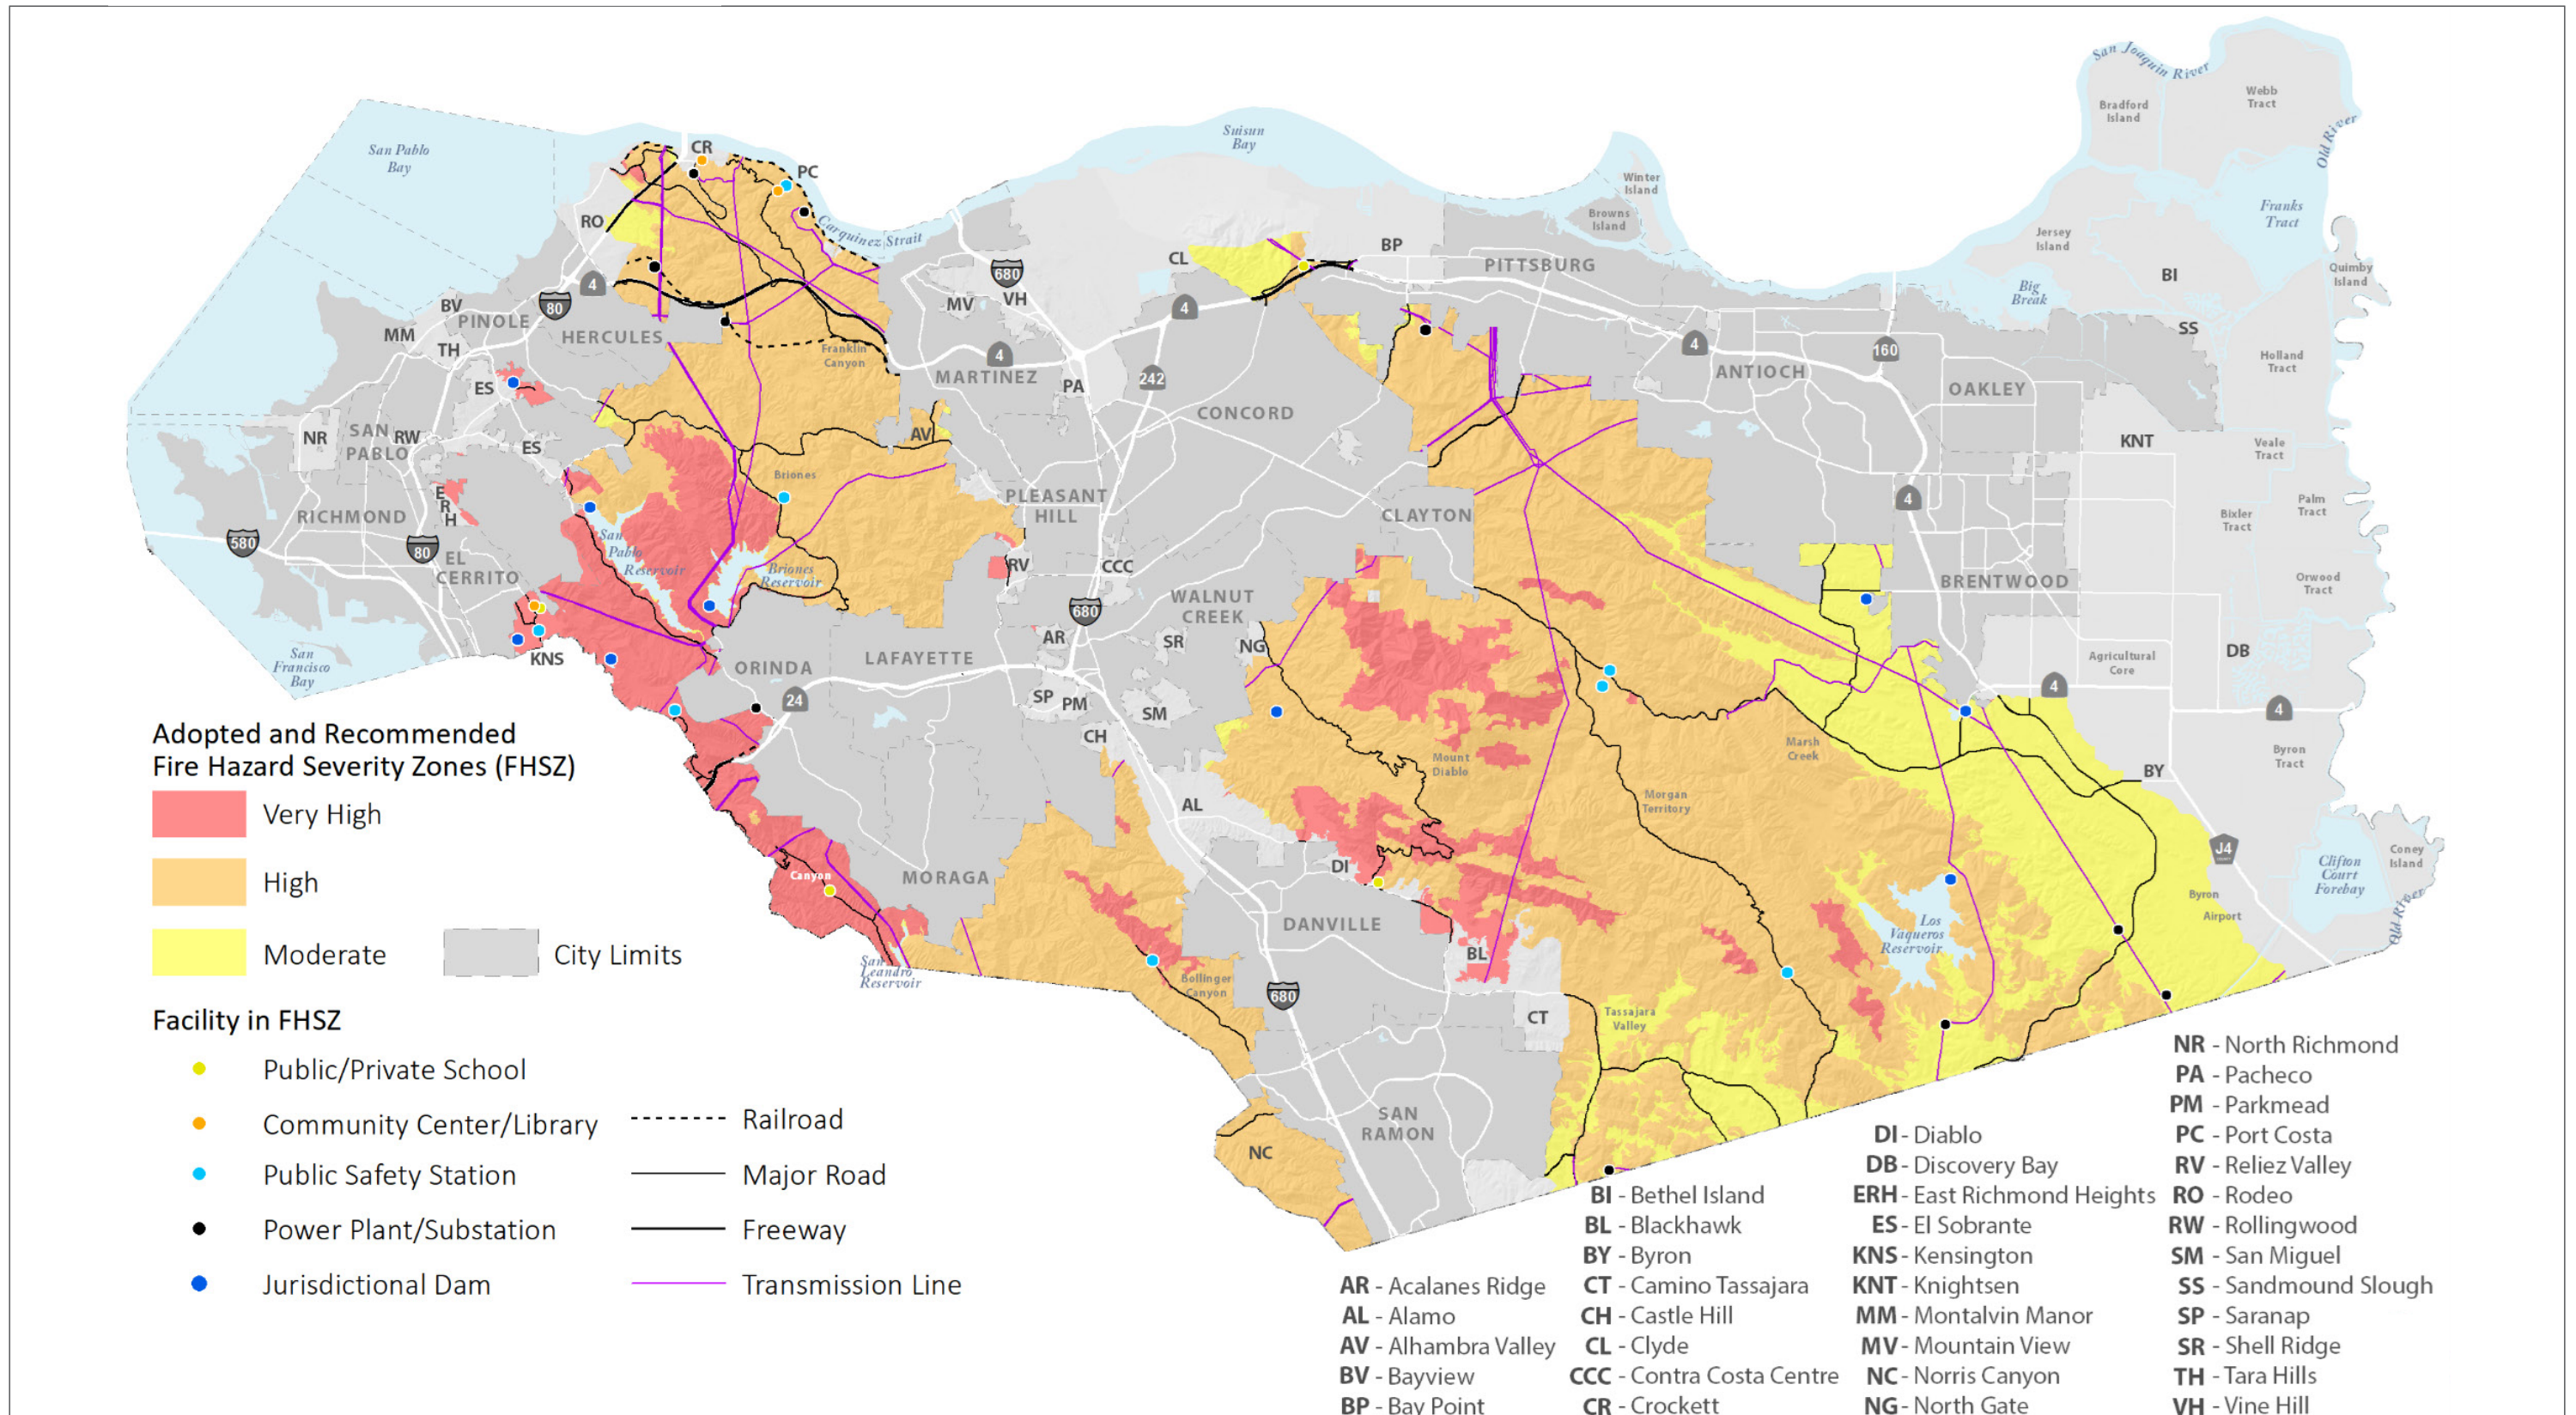 San Joaquin River
Webb
Tract
Bradford
Island
Old River
San Pablo
Bay
Suisun
Bay
CR
PC
Winter
Island
Browns
Island
Franks
Tract
RO
Carquinez Strait
Jersey
Island
BP
CL
PITTSBURG
680
4
MV
VH
BI
Quimby
Island
Big
Break
BV
PINOLE
80
MM
HERCULES
TH
4
SS
Franklin
Canyon
4
MARTINEZ
PA
242
4
ANTIOCH
160
Holland
Tract
ES
OAKLEY
CONCORD
NR
SAN
PABLO
RW
ES
AV
KNT
Veale
Tract
Briones
E
R
H
RICHMOND
PLEASANT
HILL
CLAYTON
4
Palm
Tract
Bixler
Tract
580
80
San
Pablo
Reservoir
EL
CERRITO
Briones
Reservoir
RV
CCC
BRENTWOOD
Orwood
Tract
680
WALNUT
CREEK
AR
SR
NG
San
Francisco
Bay
KNS
ORINDA
LAFAYETTE
Agricultural
Core
DB
24
SP
PM
SM
4
4
CH
Marsh
Creek
Mount
Diablo
Byron
Tract
BY
AL
Morgan
Territory
J4
Coney
Island
Clifton
Court
Forebay
DI
Canyon
MORAGA
Byron
Airport
Old River
DANVILLE
Los
Vaqueros
Reservoir
BL
San
Leandro
Reservoir
Bollinger
Canyon
680
CT
Tassajara
Valley
SAN
RAMON
NC
Adopted and Recommended
Fire Hazard Severity Zones (FHSZ)
Very High
High
Moderate
City Limits
Facility in FHSZ
Public/Private School
Community Center/Library
Public Safety Station
Power Plant/Substation
Jurisdictional Dam
Railroad
Major Road
Freeway
Transmission Line
AR - Acalanes Ridge
AL - Alamo
AV - Alhambra Valley
BV - Bayview
BP - Bay Point
BI - Bethel Island
BL - Blackhawk
BY - Byron
CT - Camino Tassajara
CH - Castle Hill
CL - Clyde
CCC - Contra Costa Centre
CR - Crockett
DI - Diablo
DB - Discovery Bay
ERH - East Richmond Heights
ES - El Sobrante
KNS - Kensington
KNT - Knightsen
MM - Montalvin Manor
MV - Mountain View
NC - Norris Canyon
NG - North Gate
NR - North Richmond
PA - Pacheco
PM - Parkmead
PC - Port Costa
RV - Reliez Valley
RO - Rodeo
RW - Rollingwood
SM - San Miguel
SS - Sandmound Slough
SP - Saranap
SR - Shell Ridge
TH - Tara Hills
VH - Vine Hill